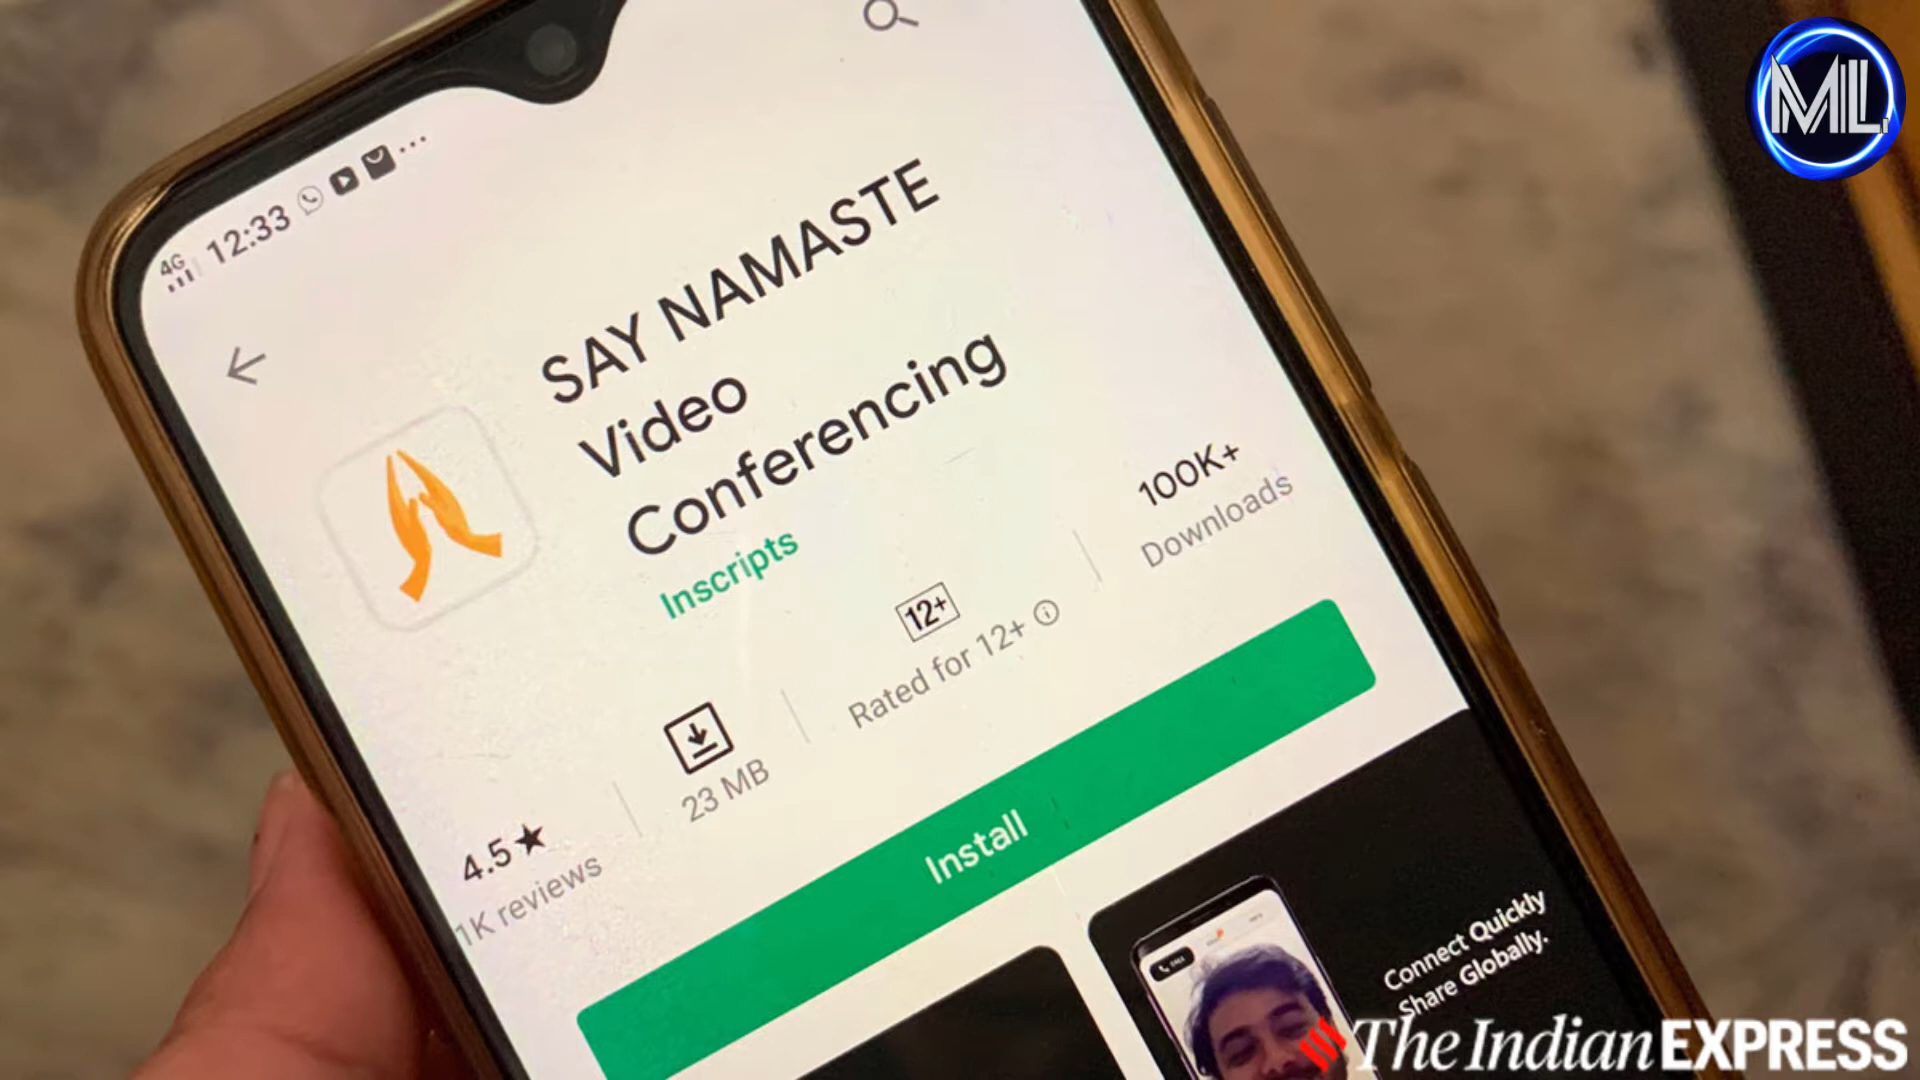 ML
4G 12:33
SAY NAMASTE
Video
Conferencing
Inscripts
4.5★
1K reviews
23 MB
12+
Rated for 12+
100K+
Downloads
Install
Connect Quickly
Share Globally.
The Indian EXPRESS